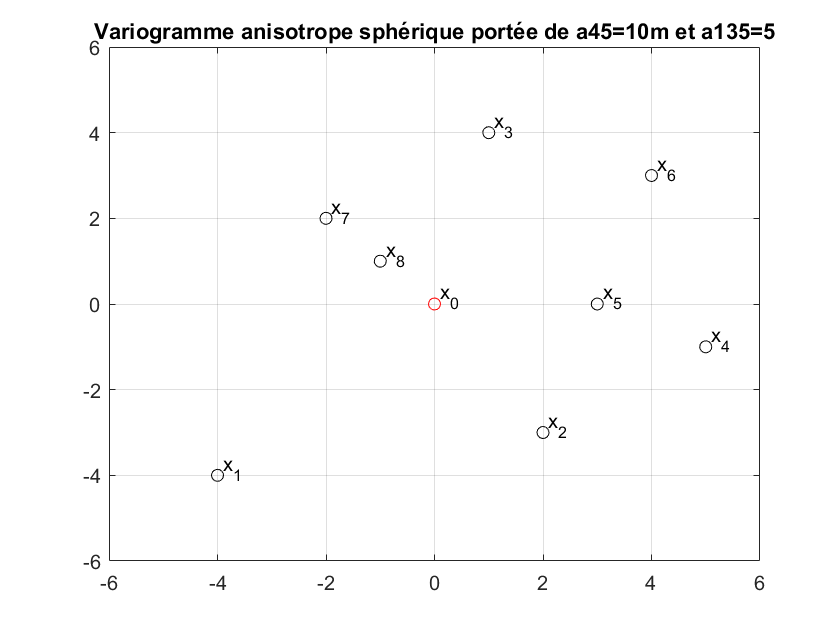 Variogramme anisotrope sphérique portée de a45=10m et a135=5
6
x3
4
x6
x7
2
x8
x0
x5
0
x4
-2
x2
x1
-4
-6
-6 -4 -2 0 2 4 6